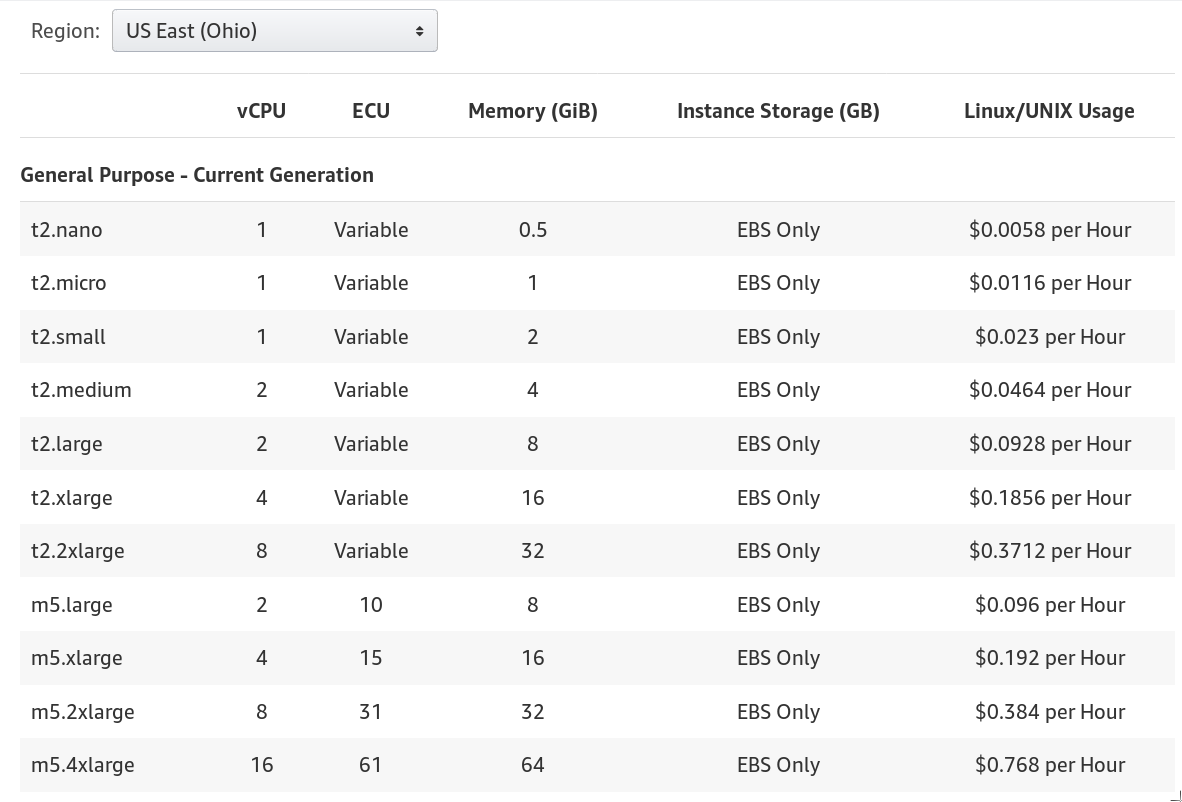 Region: US East (Ohio)
vCPU ECU Memory (GiB) Instance Storage (GB) Linux/UNIX Usage
General Purpose - Current Generation
t2.nano 1 Variable 0.5 EBS Only $0.0058 per Hour
t2.micro 1 Variable 1 EBS Only $0.0116 per Hour
t2.small 1 Variable 2 EBS Only $0.023 per Hour
t2.medium 2 Variable 4 EBS Only $0.0464 per Hour
t2.large 2 Variable 8 EBS Only $0.0928 per Hour
t2.xlarge 4 Variable 16 EBS Only $0.1856 per Hour
t2.2xlarge 8 Variable 32 EBS Only $0.3712 per Hour
m5.large 2 10 8 EBS Only $0.096 per Hour
m5.xlarge 4 15 16 EBS Only $0.192 per Hour
m5.2xlarge 8 31 32 EBS Only $0.384 per Hour
m5.4xlarge 16 61 64 EBS Only $0.768 per Hour